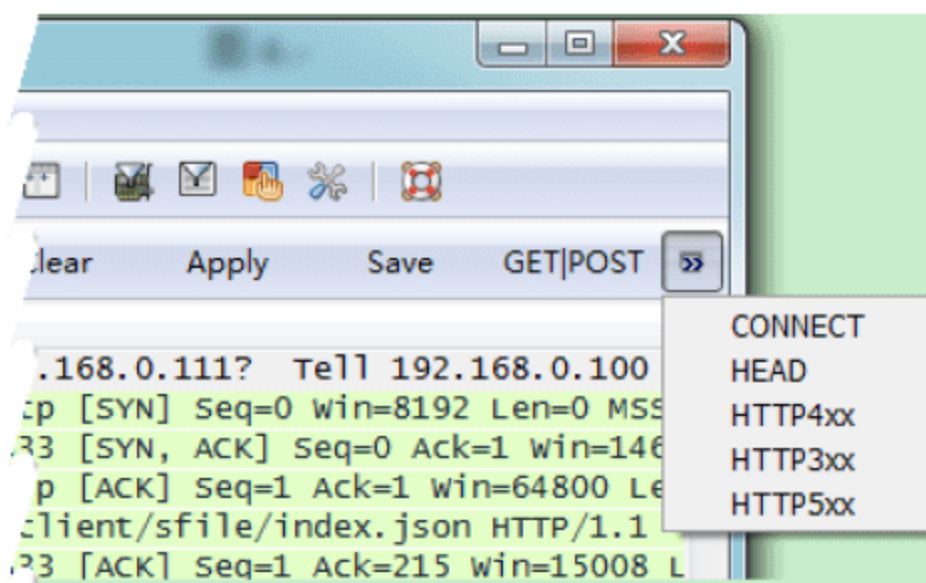 Clear Apply Save GET|POST
CONNECT
HEAD
HTTP4xx
HTTP3xx
HTTP5xx
.168.0.111? Tell 192.168.0.100
[SYN] Seq=0 Win=8192 Len=0 MSS
33 [SYN, ACK] Seq=0 Ack=1 Win=146
[ACK] Seq=1 Ack=1 Win=64800 Le
client/sfile/index.json HTTP/1.1
33 [ACK] Seq=1 Ack=215 Win=15008 L